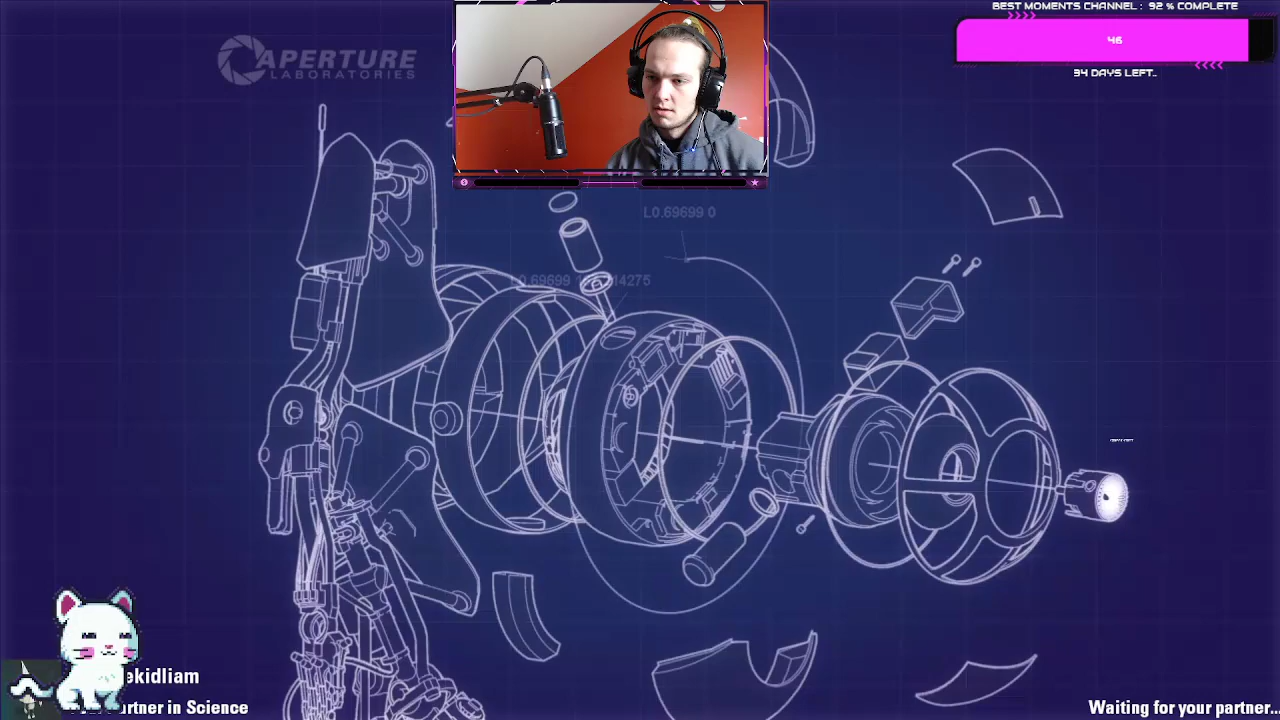 BEST MOMENTS CHANNEL : 92 % COMPLETE
46
34 DAYS LEFT..
APERTURE
LABORATORIES
L0.69699 0
ekidliam
artner in Science
Waiting for your partner...